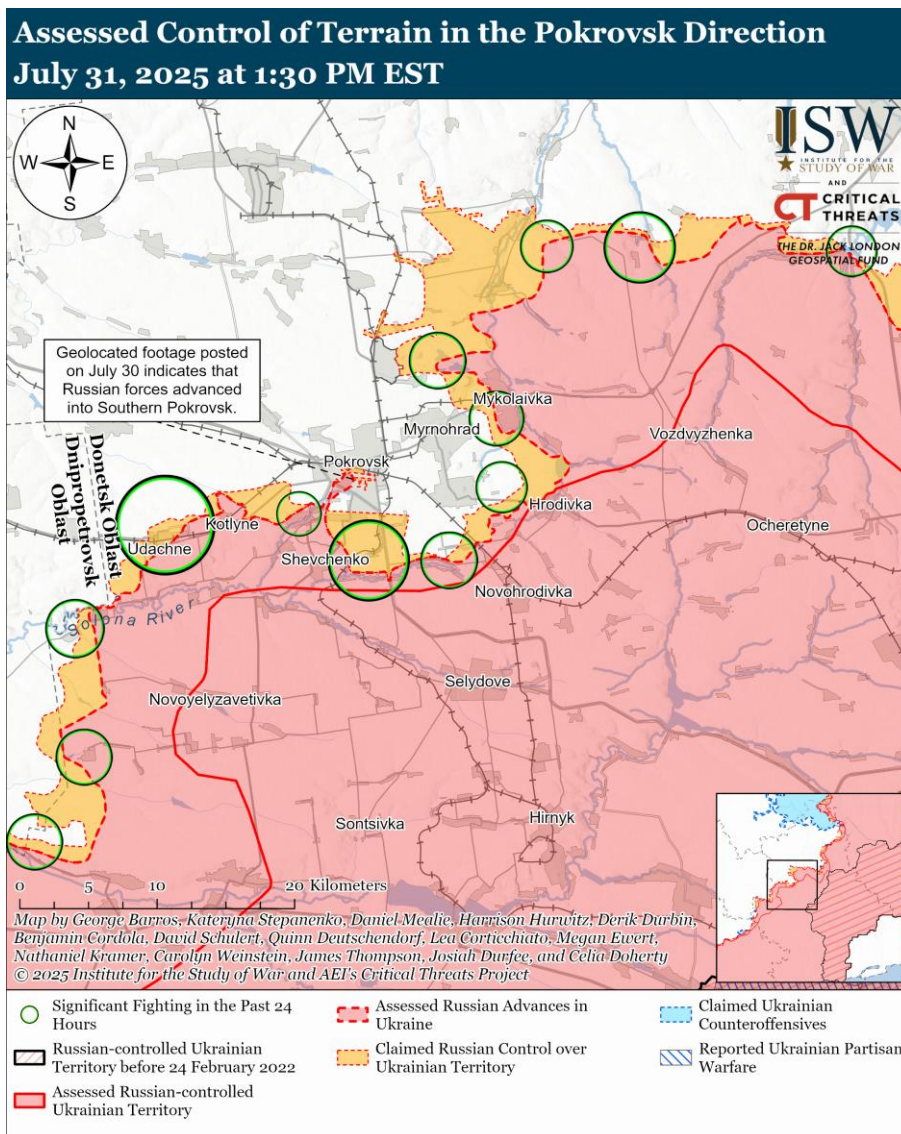 Assessed Control of Terrain in the Pokrovsk Direction
July 31, 2025 at 1:30 PM EST
N
W E
S
ISW
INSTITUTE FOR THE
STUDY OF WAR
AND
CT CRITICAL
THREATS
THE DR. JACK LONDON
GEOSPATIAL FUND
Geolocated footage posted
on July 30 indicates that
Russian forces advanced
into Southern Pokrovsk.
Mykolaivka
Myrnohrad
Vozdvyzhenka
Pokrovsk
Donetsk Oblast
Dnipropetrovsk
Oblast
Hrodivka
Kotlyne
Ocheretyne
Udachne
Shevchenko
Novohrodivka
Solona River
Selydove
Novoyelyzavetivka
Sontsivka
Hirnyk
0 5 10 20 Kilometers
Map by George Barros, Kateryna Stepanenko, Daniel Mealie, Harrison Hurwitz, Derik Durbin,
Benjamin Cordola, David Schulert, Quinn Deutschendorf, Lea Corticchiato, Megan Ewert,
Nathaniel Kramer, Carolyn Weinstein, James Thompson, Josiah Durfee, and Celia Doherty
© 2025 Institute for the Study of War and AEI's Critical Threats Project
Significant Fighting in the Past 24
Hours
Russian-controlled Ukrainian
Territory before 24 February 2022
Assessed Russian-controlled
Ukrainian Territory
Assessed Russian Advances in
Ukraine
Claimed Russian Control over
Ukrainian Territory
Claimed Ukrainian
Counteroffensives
Reported Ukrainian Partisan
Warfare